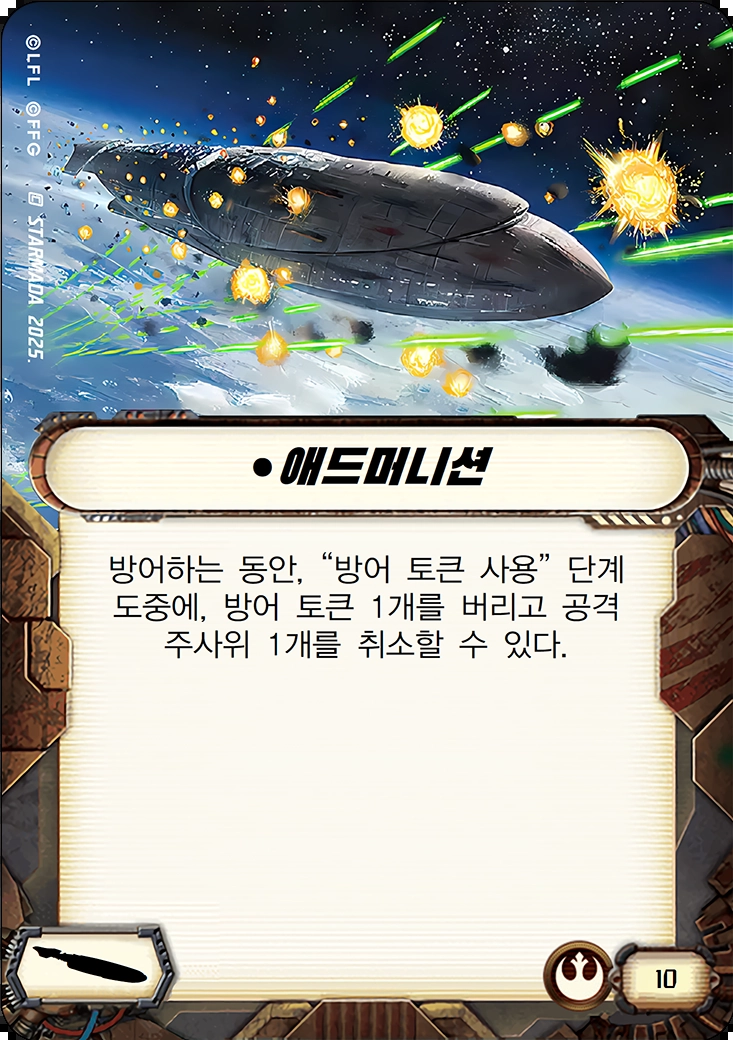 ©LFL ©FFG
STARMADA 2025.
•애드머니션
방어하는 동안, “방어 토큰 사용” 단계
도중에, 방어 토큰 1개를 버리고 공격
주사위 1개를 취소할 수 있다.
10